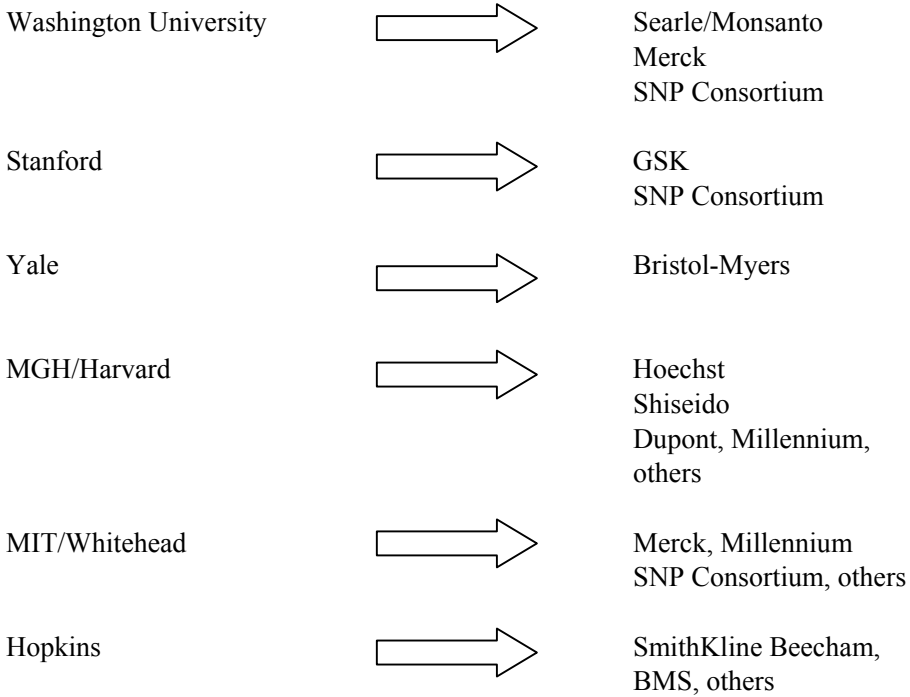 Washington University
Searle/Monsanto
Merck
SNP Consortium
Stanford
GSK
SNP Consortium
Yale
Bristol-Myers
MGH/Harvard
Hoechst
Shiseido
Dupont, Millennium,
others
MIT/Whitehead
Merck, Millennium
SNP Consortium, others
Hopkins
SmithKline Beecham,
BMS, others